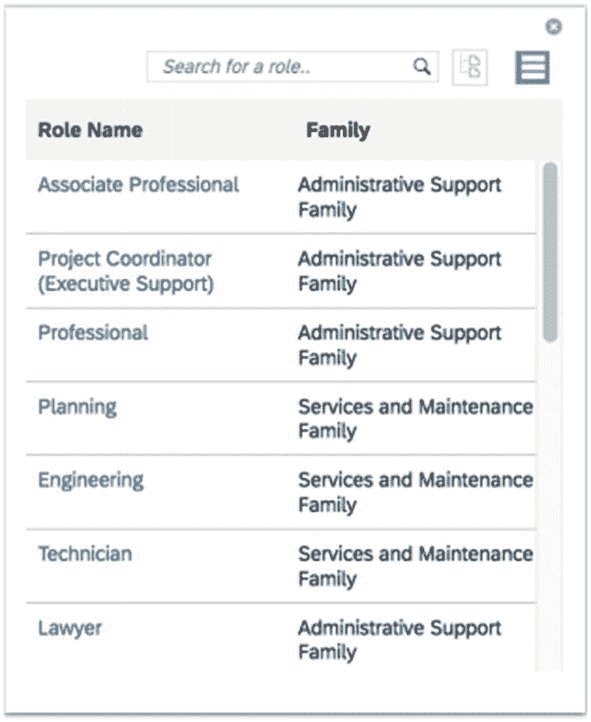 Search for a role..
Role Name Family
Associate Professional Administrative Support
Family
Project Coordinator Administrative Support
(Executive Support) Family
Professional Administrative Support
Family
Planning Services and Maintenance
Family
Engineering Services and Maintenance
Family
Technician Services and Maintenance
Family
Lawyer Administrative Support
Family